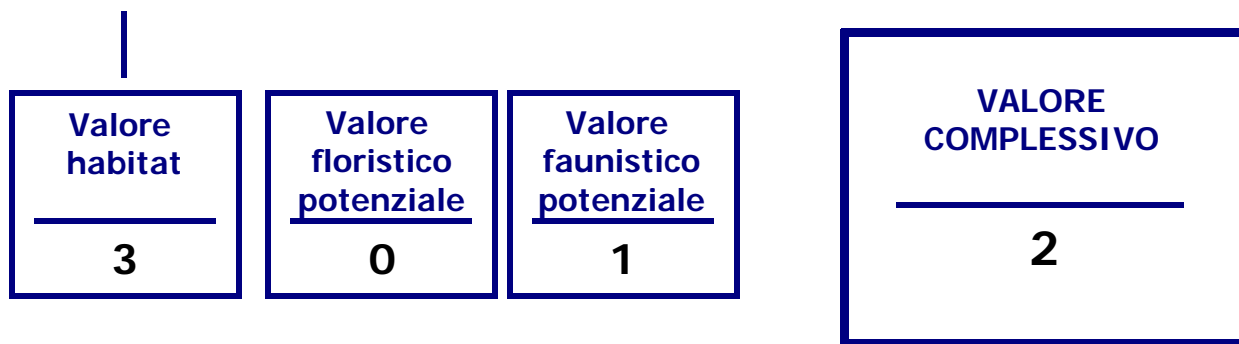 Valore
habitat
3
Valore
floristico
potenziale
0
Valore
faunistico
potenziale
1
VALORE
COMPLESSIVO
2